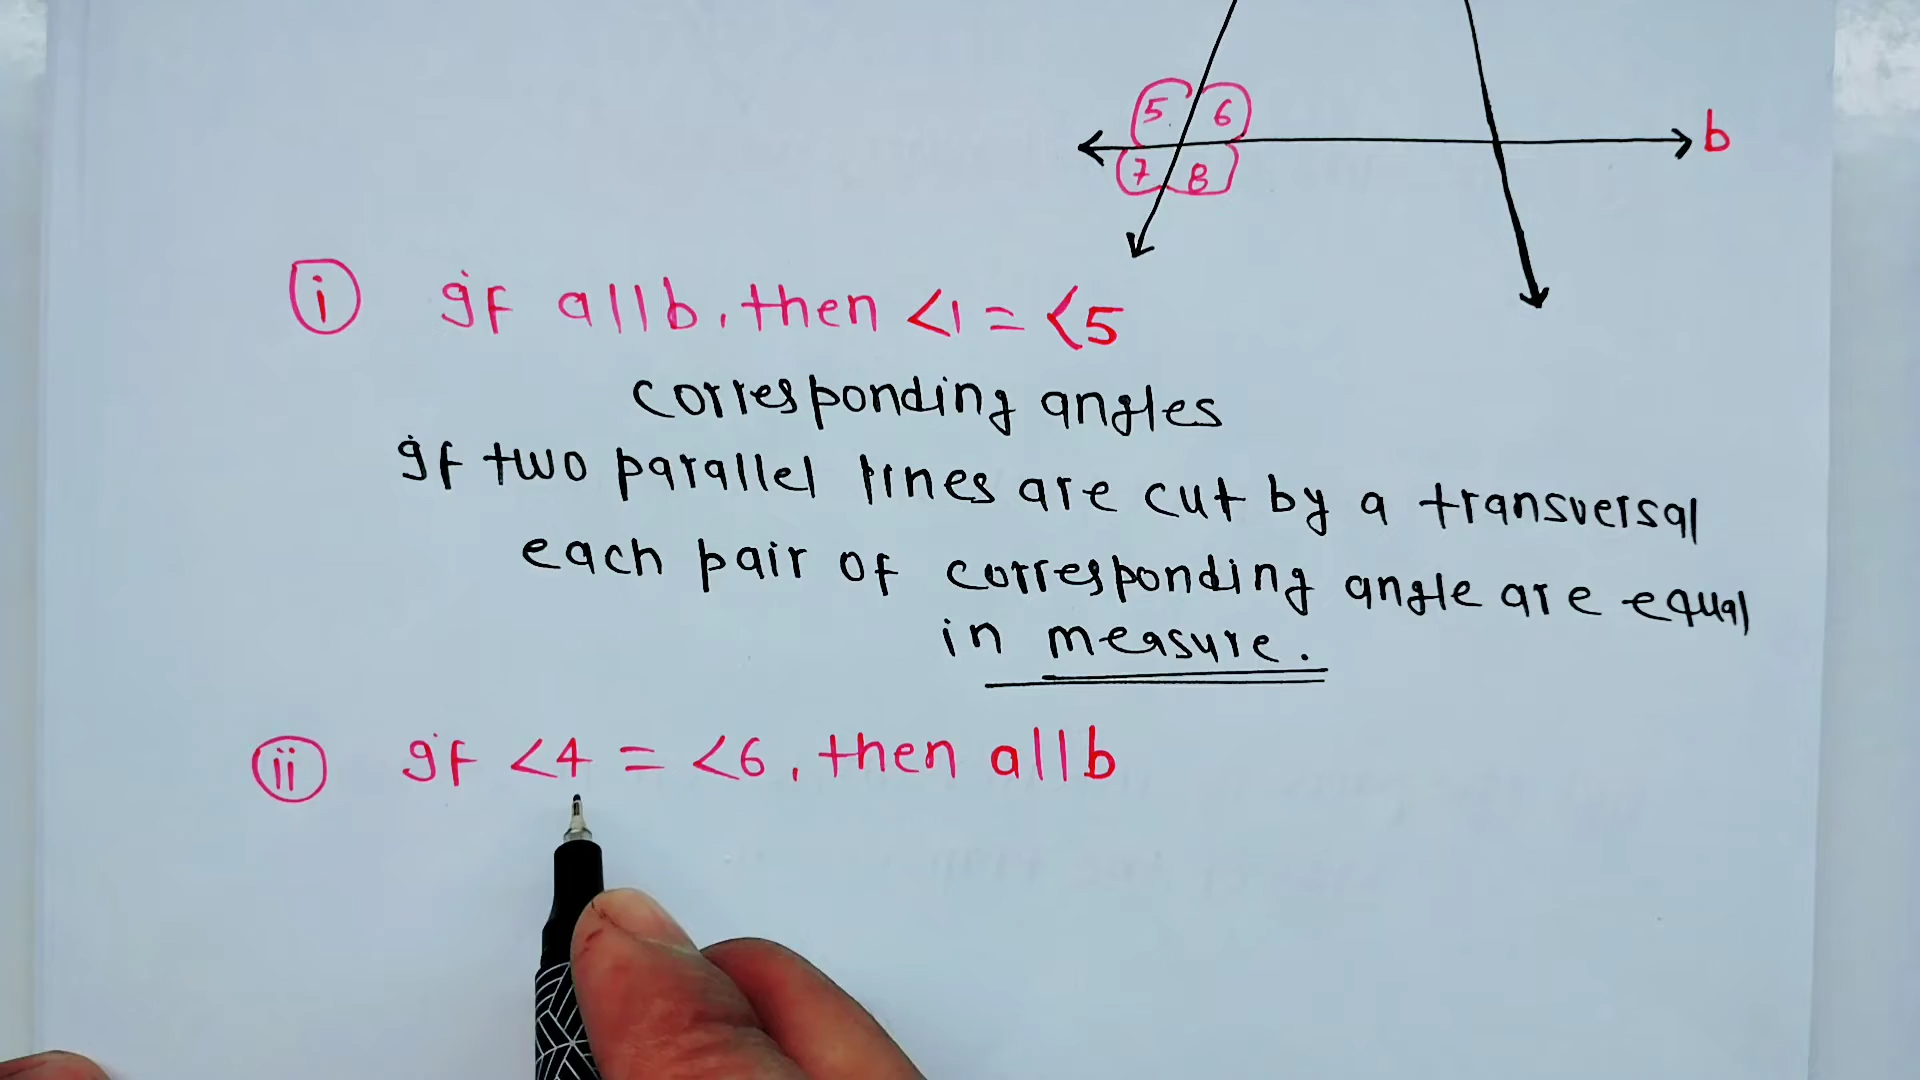 5 6
b
7 8
i If a||b, then <1 = <5
corresponding angles
If two parallel lines are cut by a transversal
each pair of corresponding angle are equal
in measure.
ii If <4 = <6, then a||b